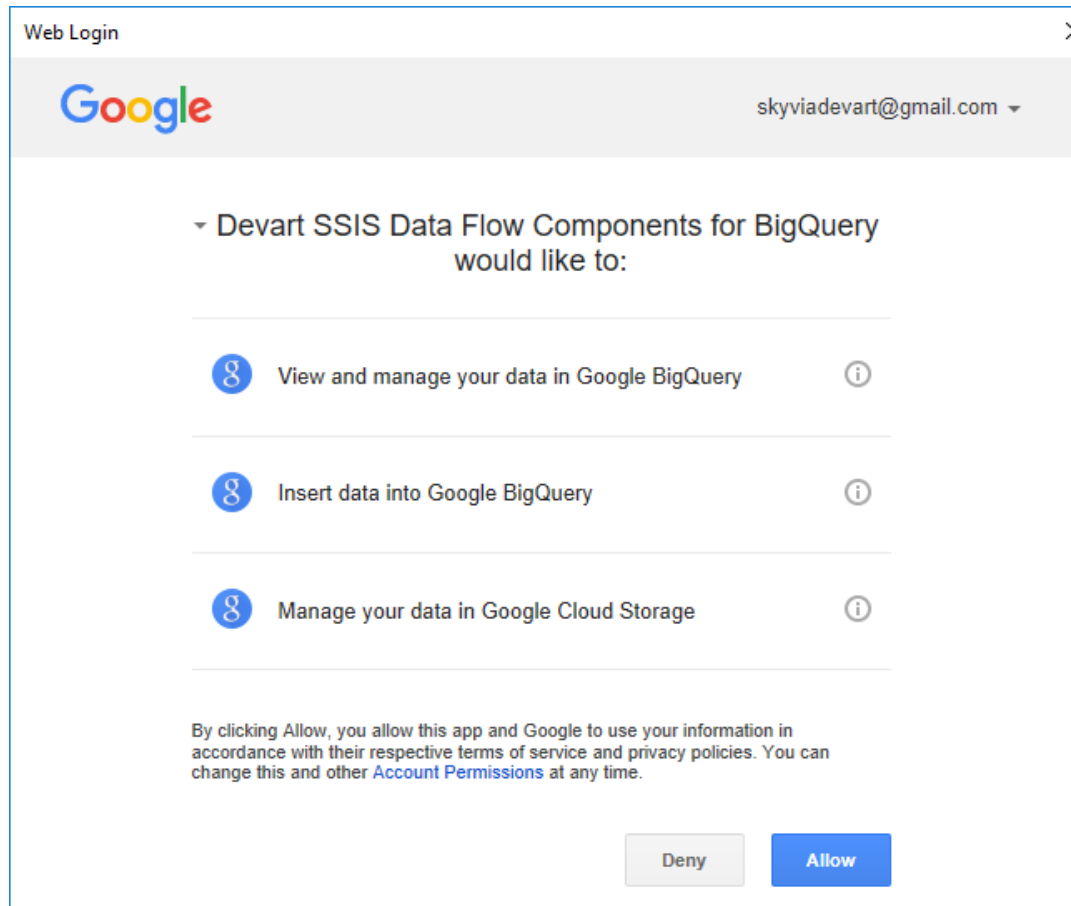 Web Login
Google
skyviadevart@gmail.com
Devart SSIS Data Flow Components for BigQuery
would like to:
View and manage your data in Google BigQuery
Insert data into Google BigQuery
Manage your data in Google Cloud Storage
By clicking Allow, you allow this app and Google to use your information in
accordance with their respective terms of service and privacy policies. You can
change this and other Account Permissions at any time.
Deny
Allow